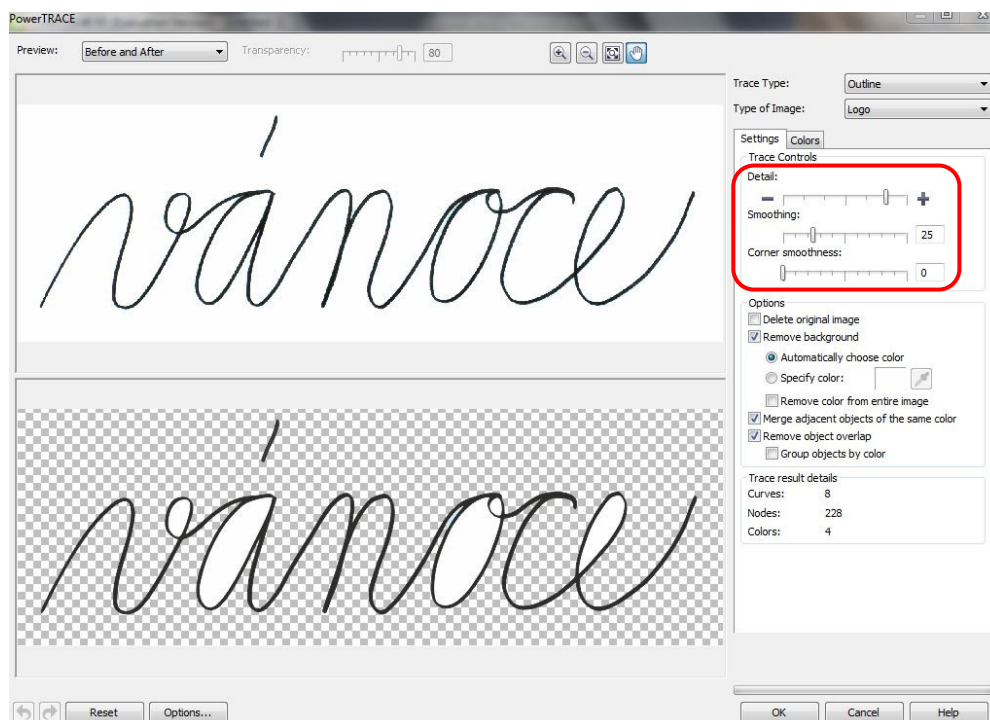 PowerTRACE
Preview: Before and After Transparency: 80
Trace Type: Outline
Type of Image: Logo
Settings Colors
Trace Controls
Detail:
Smoothing:
25
Corner smoothness:
0
vánoce
Options
Delete original image
Remove background
Automatically choose color
Specify color:
Remove color from entire image
Merge adjacent objects of the same color
Remove object overlap
Group objects by color
vánoce
Trace result details
Curves: 8
Nodes: 228
Colors: 4
Reset Options... OK Cancel Help